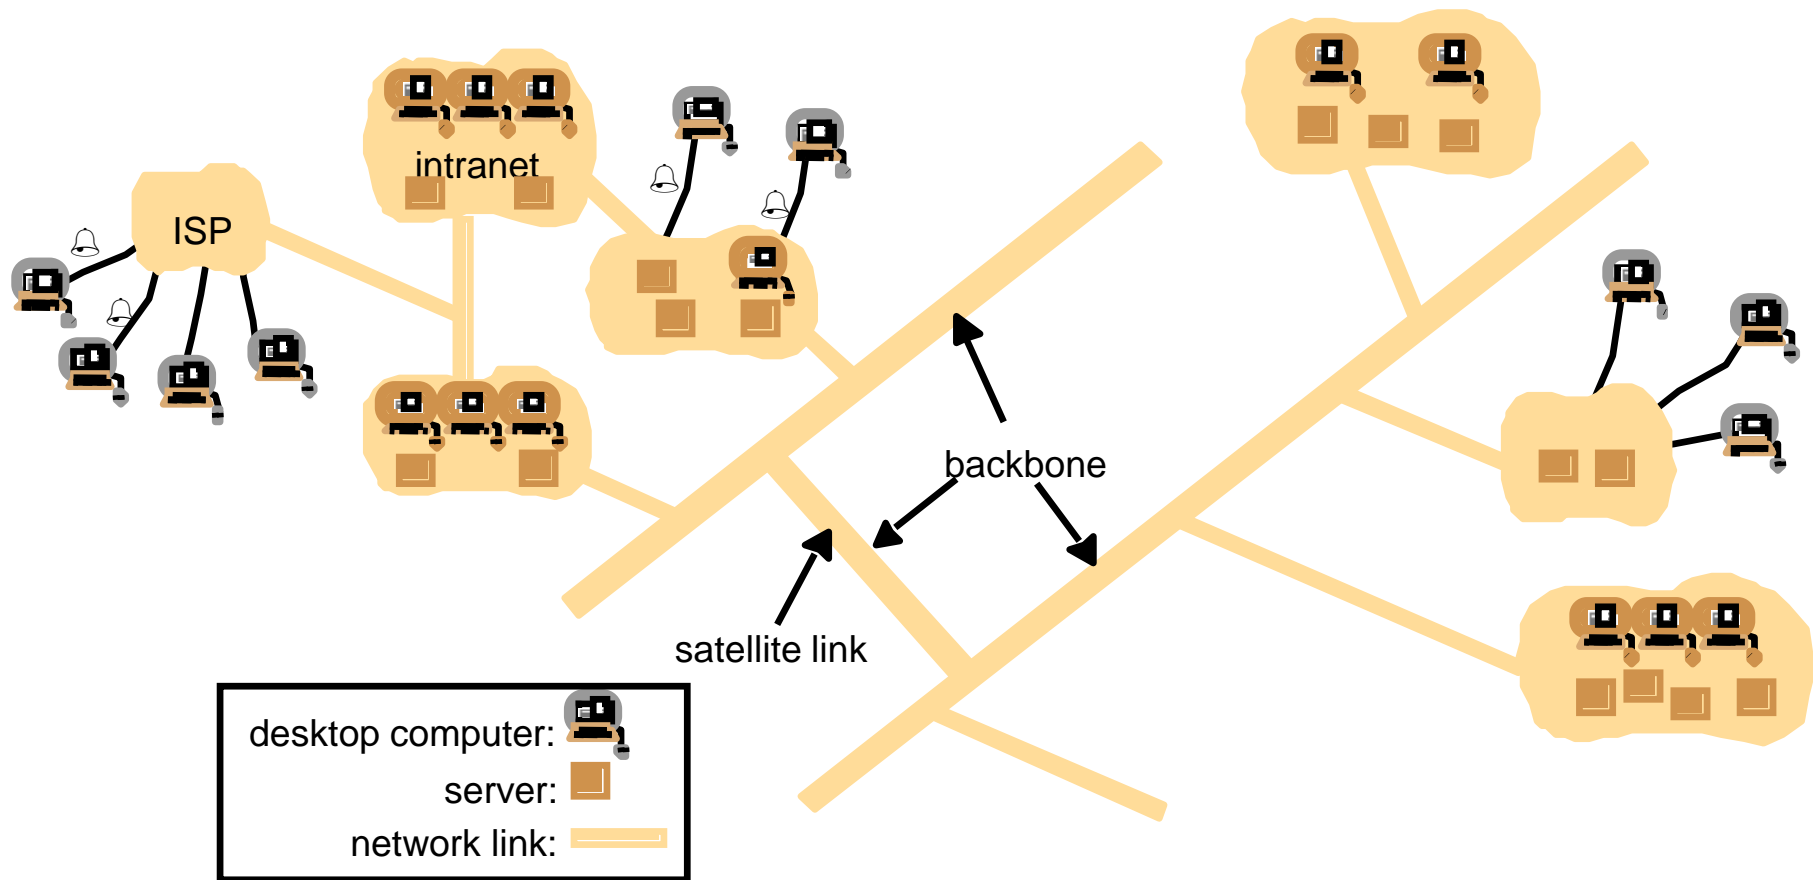 intranet
ISP
backbone
satellite link
desktop computer:
server:
network link: